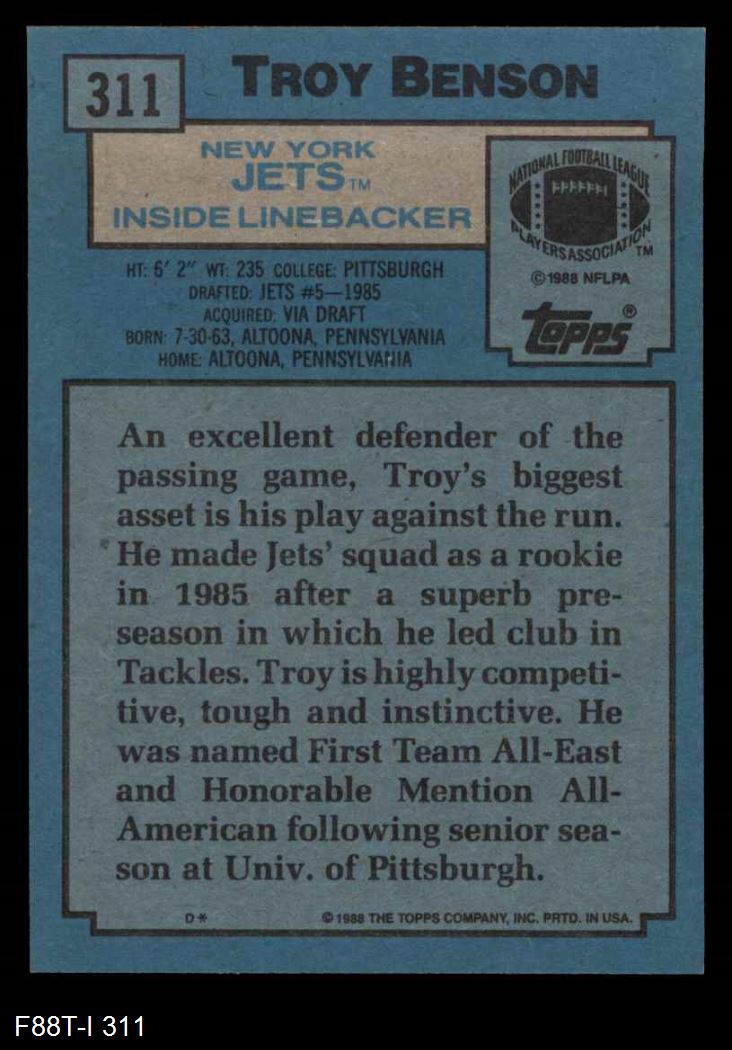 311
TROY BENSON
NEW YORK
JETS TM
INSIDE LINEBACKER
NATIONAL FOOTBALL LEAGUE
PLAYERS ASSOCIATION TM
© 1988 NFLPA
Topps®
HT: 6' 2" WT: 235 COLLEGE: PITTSBURGH
DRAFTED: JETS #5—1985
ACQUIRED: VIA DRAFT
BORN: 7-30-63, ALTOONA, PENNSYLVANIA
HOME: ALTOONA, PENNSYLVANIA
An excellent defender of the
passing game, Troy's biggest
asset is his play against the run.
He made Jets' squad as a rookie
in 1985 after a superb pre-
season in which he led club in
Tackles. Troy is highly competi-
tive, tough and instinctive. He
was named First Team All-East
and Honorable Mention All-
American following senior sea-
son at Univ. of Pittsburgh.
D*
© 1988 THE TOPPS COMPANY, INC. PRTD. IN USA.
F88T-I 311